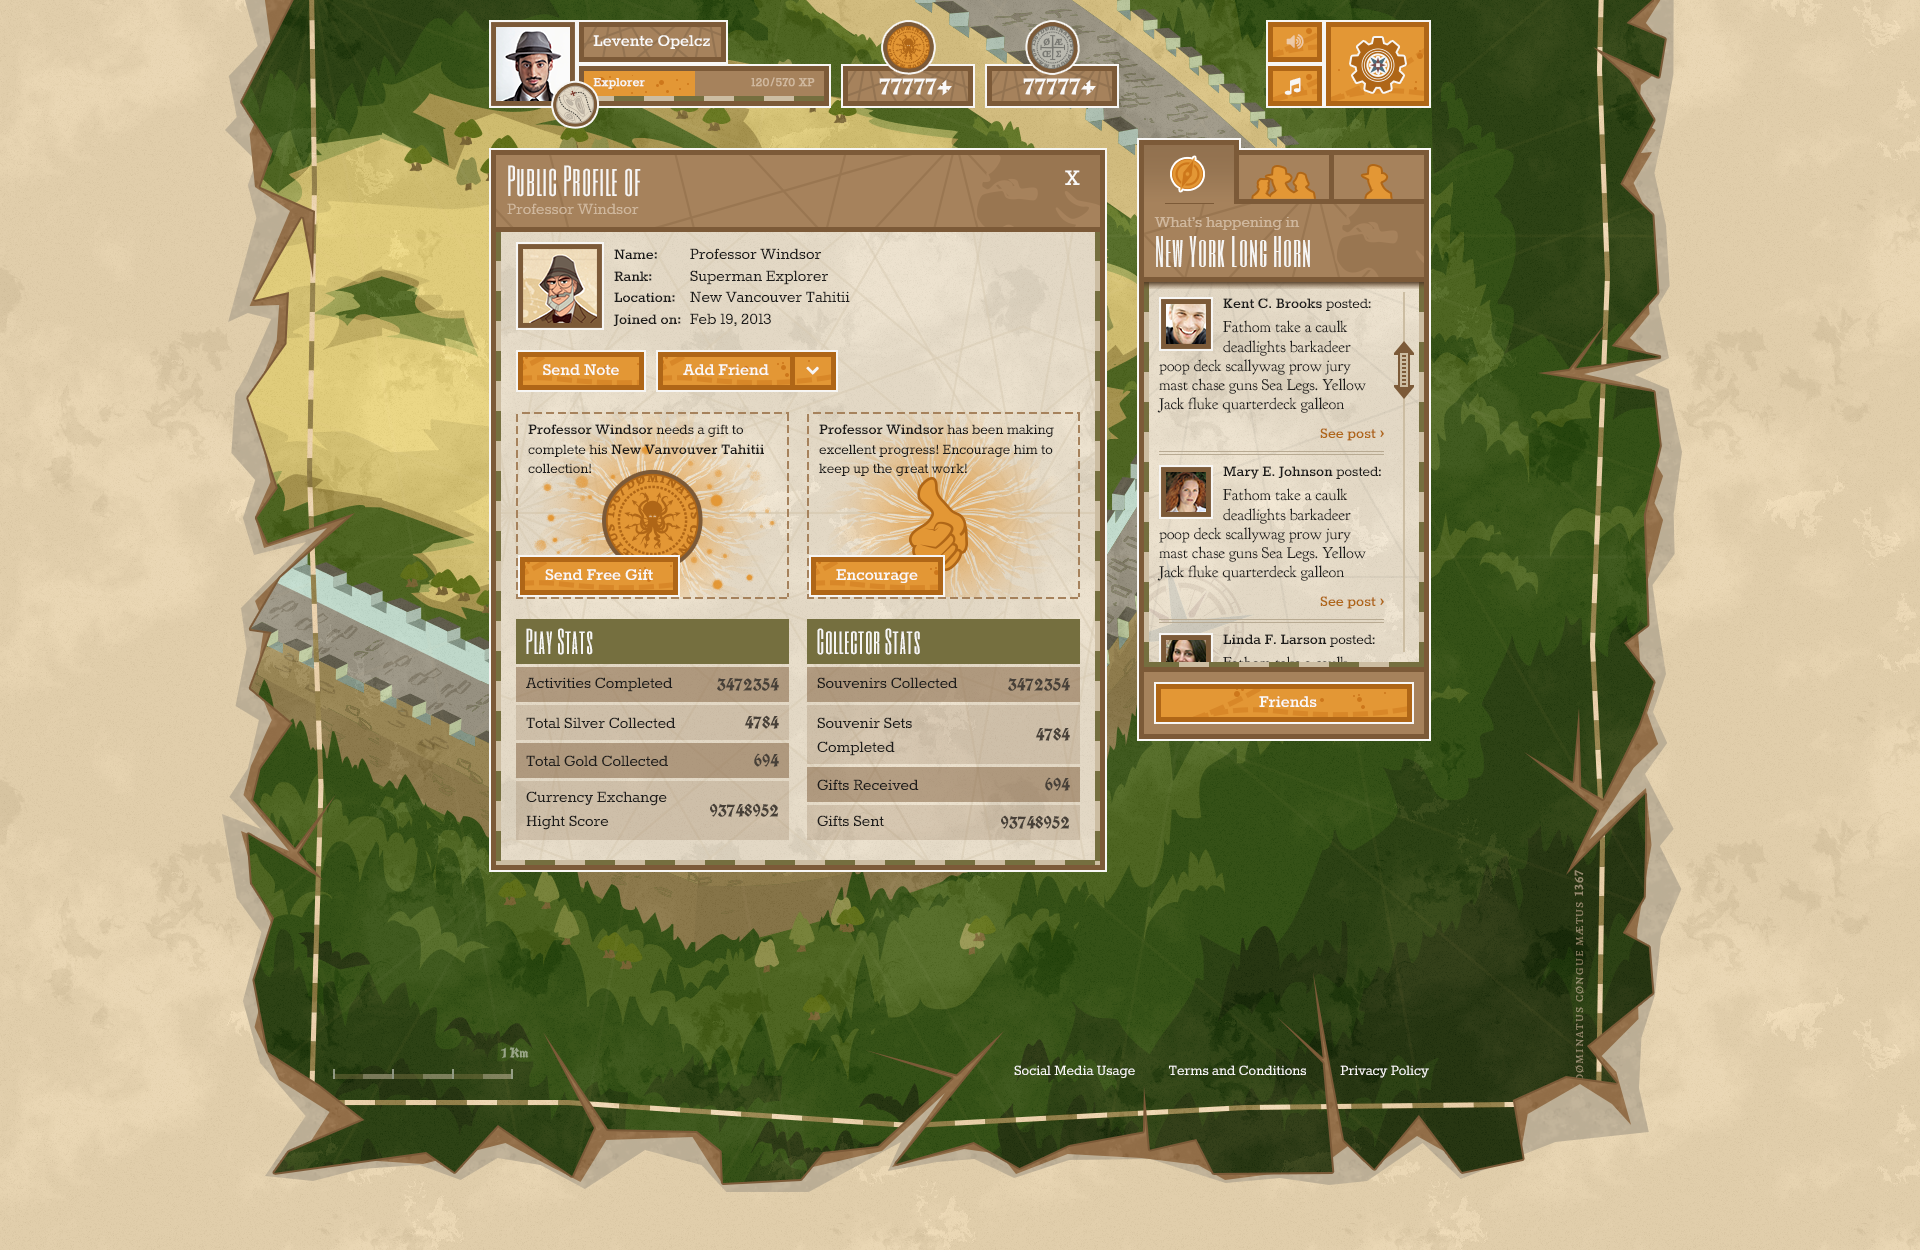 Levente Opelcz
Explorer
120/570 XP
77777+
77777+
Public Profile of
Professor Windsor
X
Name: Professor Windsor
Rank: Superman Explorer
Location: New Vancouver Tahitii
Joined on: Feb 19, 2013
Send Note
Add Friend
Professor Windsor needs a gift to
complete his New Vanvouver Tahitii
collection!
Send Free Gift
Professor Windsor has been making
excellent progress! Encourage him to
keep up the great work!
Encourage
Play Stats
Activities Completed 3472354
Total Silver Collected 4784
Total Gold Collected 694
Currency Exchange
Hight Score 93748952
Collector Stats
Souvenirs Collected 3472354
Souvenir Sets
Completed 4784
Gifts Received 694
Gifts Sent 93748952
What's happening in
New York Long Horn
Kent C. Brooks posted:
Fathom take a caulk
deadlights barkadeer
poop deck scallywag prow jury
mast chase guns Sea Legs. Yellow
Jack fluke quarterdeck galleon
See post ›
Mary E. Johnson posted:
Fathom take a caulk
deadlights barkadeer
poop deck scallywag prow jury
mast chase guns Sea Legs. Yellow
Jack fluke quarterdeck galleon
See post ›
Linda F. Larson posted:
Fathom take a caulk
Friends
1 Km
Social Media Usage
Terms and Conditions
Privacy Policy
DØMINATUS CØNGUE MÆTUS 1367